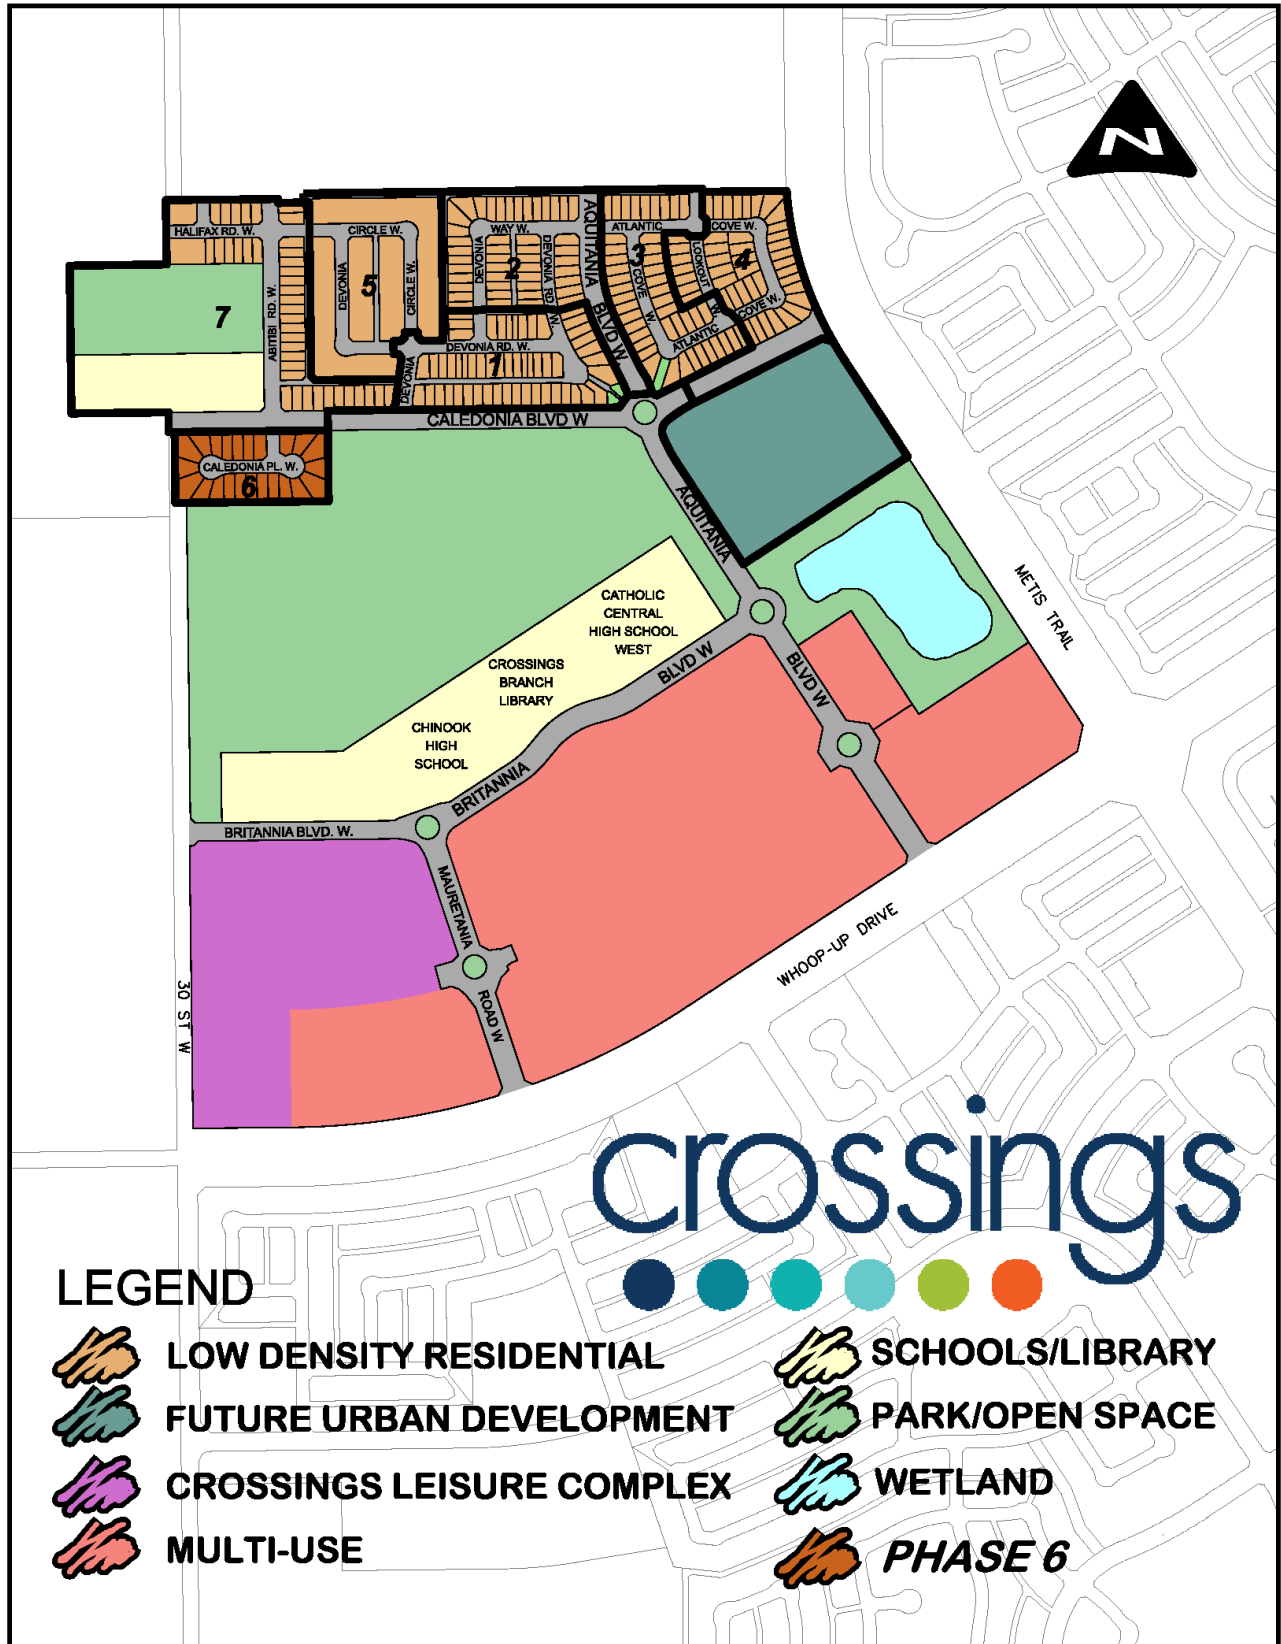 N
HALIFAX RD. W.
CIRCLE W.
WAY W.
AQUITANIA
BLVD W
ATLANTIC
COVE W.
3
4
LOOKOUT
W
DEVONIA
2
DEVONIA RD. W.
DEVONIA
5
CIRCLE W.
COVE W
COVE W.
7
ABITIBI RD. W.
ATLANTIC
DEVONIA RD. W.
1
DEVONIA
CALEDONIA BLVD W
CALEDONIA PL. W.
6
AQUITANIA
BLVD W
METIS TRAIL
CATHOLIC
CENTRAL
HIGH SCHOOL
WEST
CROSSINGS
BRANCH
LIBRARY
CHINOOK
HIGH
SCHOOL
BRITANNIA
BLVD W
BRITANNIA BLVD. W.
MAURETANIA
ROAD W
WHOOP-UP DRIVE
30 ST W
crossings
LEGEND
LOW DENSITY RESIDENTIAL
FUTURE URBAN DEVELOPMENT
CROSSINGS LEISURE COMPLEX
MULTI-USE
SCHOOLS/LIBRARY
PARK/OPEN SPACE
WETLAND
PHASE 6